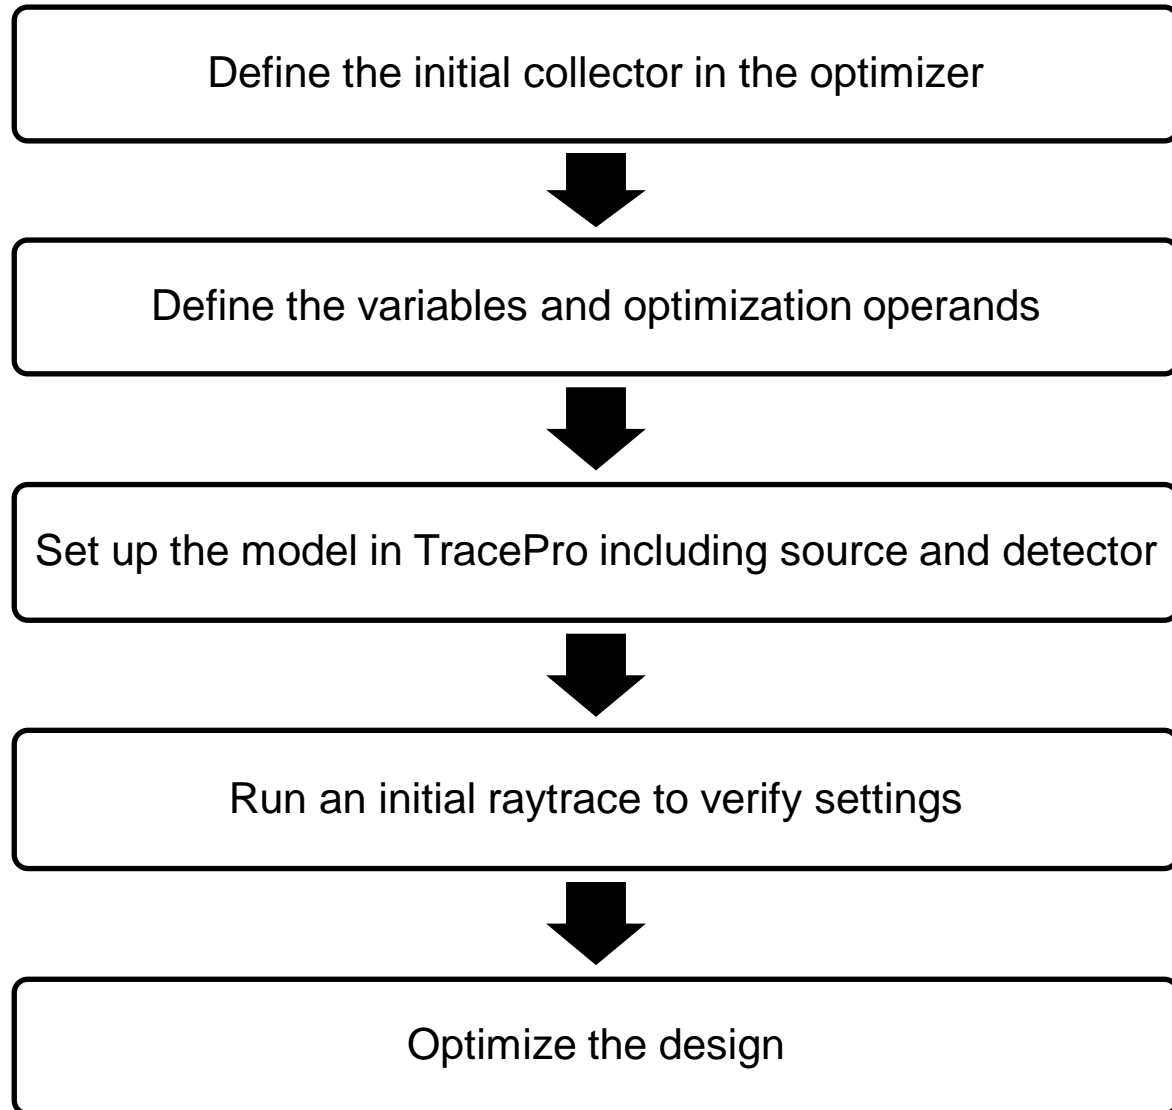 Define the initial collector in the optimizer
Define the variables and optimization operands
Set up the model in TracePro including source and detector
Run an initial raytrace to verify settings
Optimize the design